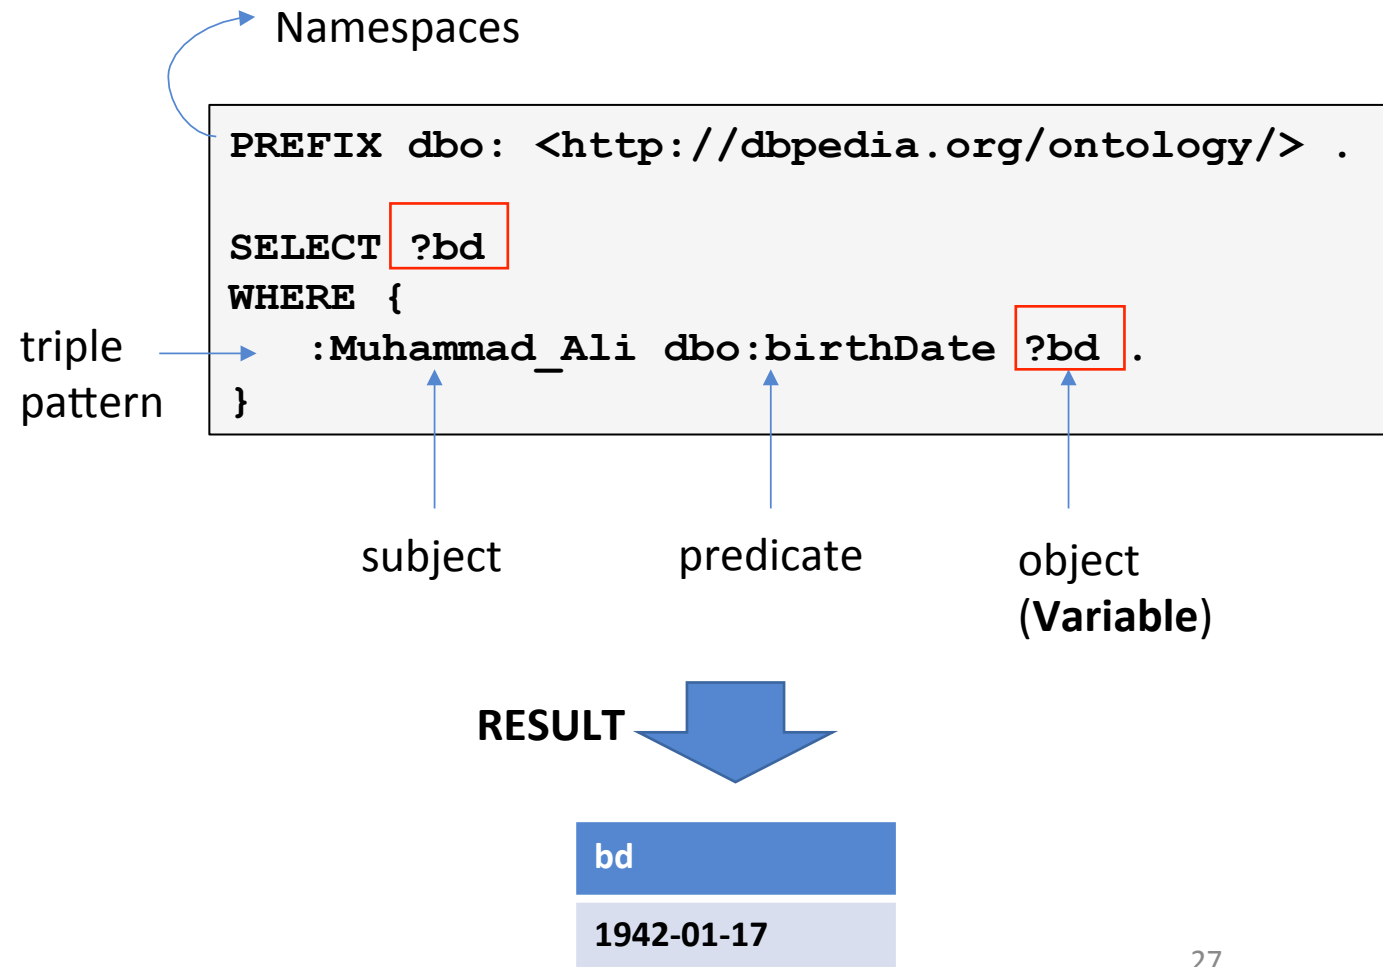 Namespaces
PREFIX dbo: <http://dbpedia.org/ontology/> .
SELECT ?bd
WHERE {
triple pattern
:Muhammad_Ali dbo:birthDate ?bd .
}
subject predicate object
(Variable)
RESULT
bd
1942-01-17
27